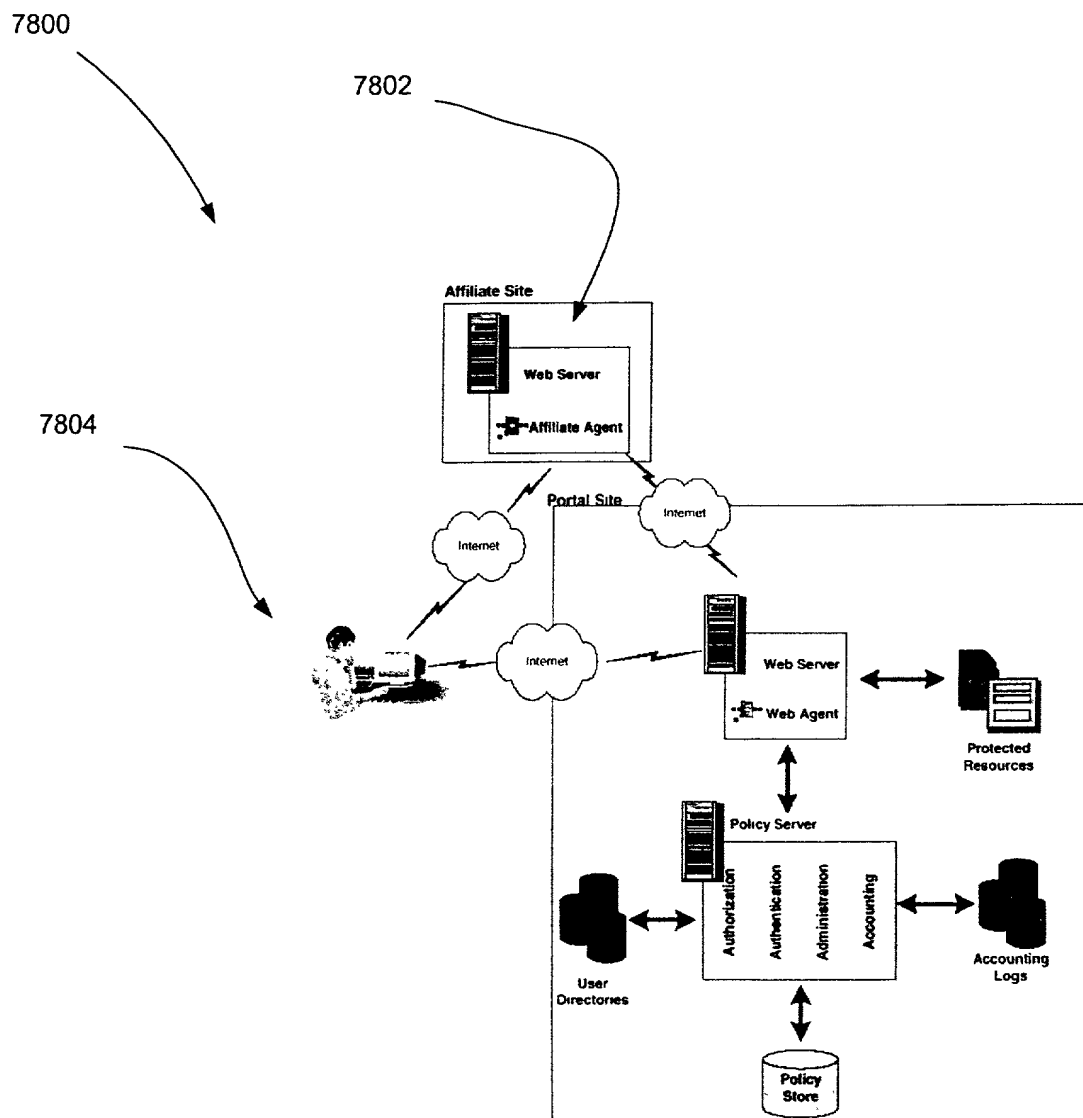 7800
7802
Affiliate Site
Web Server
7804
Affiliate Agent
Portal Site
Internet
Internet
Internet
Web Server
Web Agent
Protected
Resources
Policy Server
Authorization
Authentication
Administration
Accounting
User
Directories
Accounting
Logs
Policy
Store